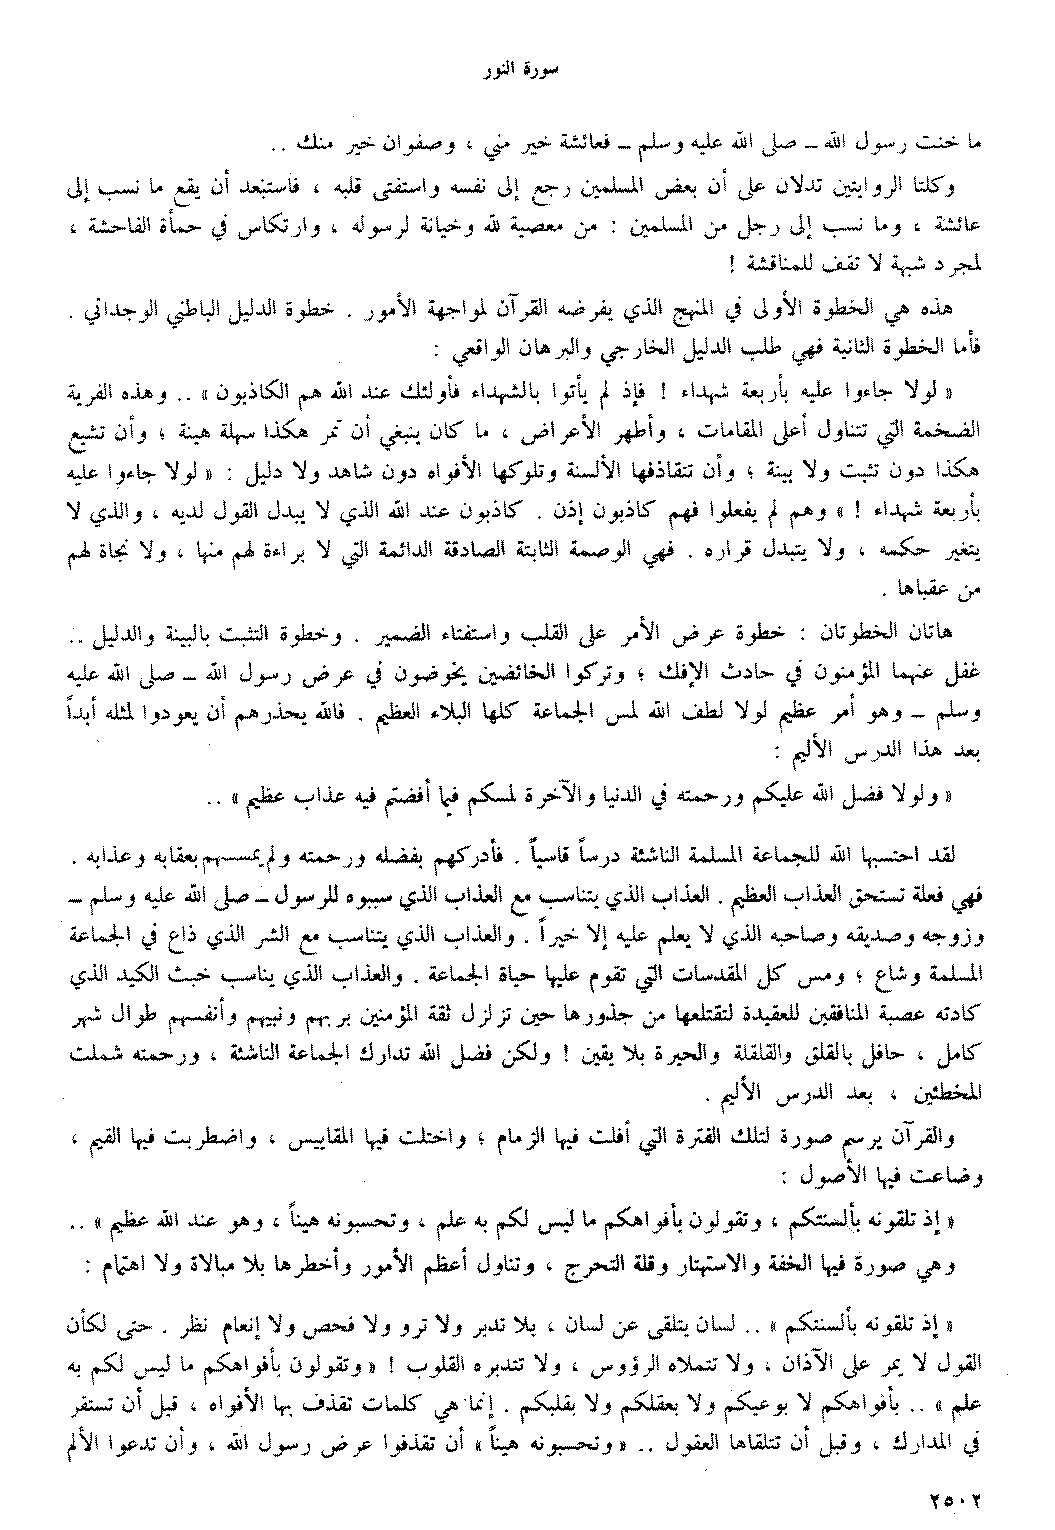 سورة النور
ما خنت رسول الله – صلى الله عليه وسلم – فعائشة خير مني ، وصفوان خير منك ..
وكلتا الروايتين تدلان على أن بعض المسلمين رجع إلى نفسه واستفتى قلبه ، فاستبعد أن يقع ما نسب إلى
عائشة ، وما نسب إلى رجل من المسلمين : من معصية لله وخيانة لرسوله ، وارتكاس في حمأة الفاحشة ،
لمجرد شبهة لا تقف للمناقشة !
هذه هي الخطوة الأولى في المنهج الذي يفرضه القرآن لمواجهة الأمور . خطوة الدليل الباطني الوجداني .
فأما الخطوة الثانية فهي طلب الدليل الخارجي والبرهان الواقعي :
« لولا جاءوا عليه بأربعة شهداء ! فإذ لم يأتوا بالشهداء فأولئك عند الله هم الكاذبون » .. وهذه الفرية
الضخمة التي تتناول أعلى المقامات ، وأطهر الأعراض ، ما كان ينبغي أن تمر هكذا سهلة هينة ؛ وأن تشيع
هكذا دون تثبت ولا بينة ؛ وأن تتقاذفها الألسنة وتلوكها الأفواه دون شاهد ولا دليل : « لولا جاءوا عليه
بأربعة شهداء ! » وهم لم يفعلوا فهم كاذبون إذن . كاذبون عند الله الذي لا يبدل القول لديه ، والذي لا
يتغير حكمه ، ولا يتبدل قراره . فهي الوصمة الثابتة الصادقة الدائمة التي لا براءة لهم منها ، ولا نجاة لهم
من عقباها .
هاتان الخطوتان : خطوة عرض الأمر على القلب واستفتاء الضمير . وخطوة التثبت بالبينة والدليل ..
غفل عنهما المؤمنون في حادث الإفك ؛ وتركوا الخائضين يخوضون في عرض رسول الله – صلى الله عليه
وسلم – وهو أمر عظيم لولا لطف الله لمس الجماعة كلها البلاء العظيم . فالله يحذرهم أن يعودوا لمثله أبداً
بعد هذا الدرس الأليم :
« ولولا فضل الله عليكم ورحمته في الدنيا والآخرة لمسكم فيما أفضتم فيه عذاب عظيم » ..
لقد احتسبها الله للجماعة المسلمة الناشئة درساً قاسياً . فأدركهم بفضله ورحمته ولم يمسسهم بعقابه وعذابه .
فهي فعلة تستحق العذاب العظيم . العذاب الذي يتناسب مع العذاب الذي سببوه للرسول – صلى الله عليه وسلم –
وزوجه وصديقه وصاحبه الذي لا يعلم عليه إلا خيراً . والعذاب الذي يتناسب مع الشر الذي ذاع في الجماعة
المسلمة وشاع ؛ ومس كل المقدسات التي تقوم عليها حياة الجماعة . والعذاب الذي يناسب خبث الكيد الذي
كادته عصبة المنافقين للعقيدة لتقتلعها من جذورها حين تزلزل ثقة المؤمنين بربهم ونبيهم وأنفسهم طوال شهر
كامل ، حافل بالقلق والقلقلة والحيرة بلا يقين ! ولكن فضل الله تدارك الجماعة الناشئة ، ورحمته شملت
المخطئين ، بعد الدرس الأليم .
والقرآن يرسم صورة لتلك الفترة التي أفلت فيها الزمام ؛ واختلت فيها المقاييس ، واضطربت فيها القيم ،
وضاعت فيها الأصول :
« إذ تلقونه بألسنتكم ، وتقولون بأفواهكم ما ليس لكم به علم ، وتحسبونه هيناً ، وهو عند الله عظيم » ..
وهي صورة فيها الخفة والاستهتار وقلة التحرج ، وتناول أعظم الأمور وأخطرها بلا مبالاة ولا اهتمام :
« إذ تلقونه بألسنتكم » .. لسان يتلقى عن لسان ، بلا تدبر ولا ترو ولا فحص ولا إنعام نظر . حتى لكأن
القول لا يمر على الآذان ، ولا تتملاه الرؤوس ، ولا تتدبره القلوب ! « وتقولون بأفواهكم ما ليس لكم به
علم » .. بأفواهكم لا بوعيكم ولا بعقلكم ولا بقلبكم . إنما هي كلمات تقذف بها الأفواه ، قبل أن تستقر
في المدارك ، وقبل أن تتلقاها العقول .. « وتحسبونه هيناً » أن تقذفوا عرض رسول الله ، وأن تدعوا الألم
٢٥٠٢